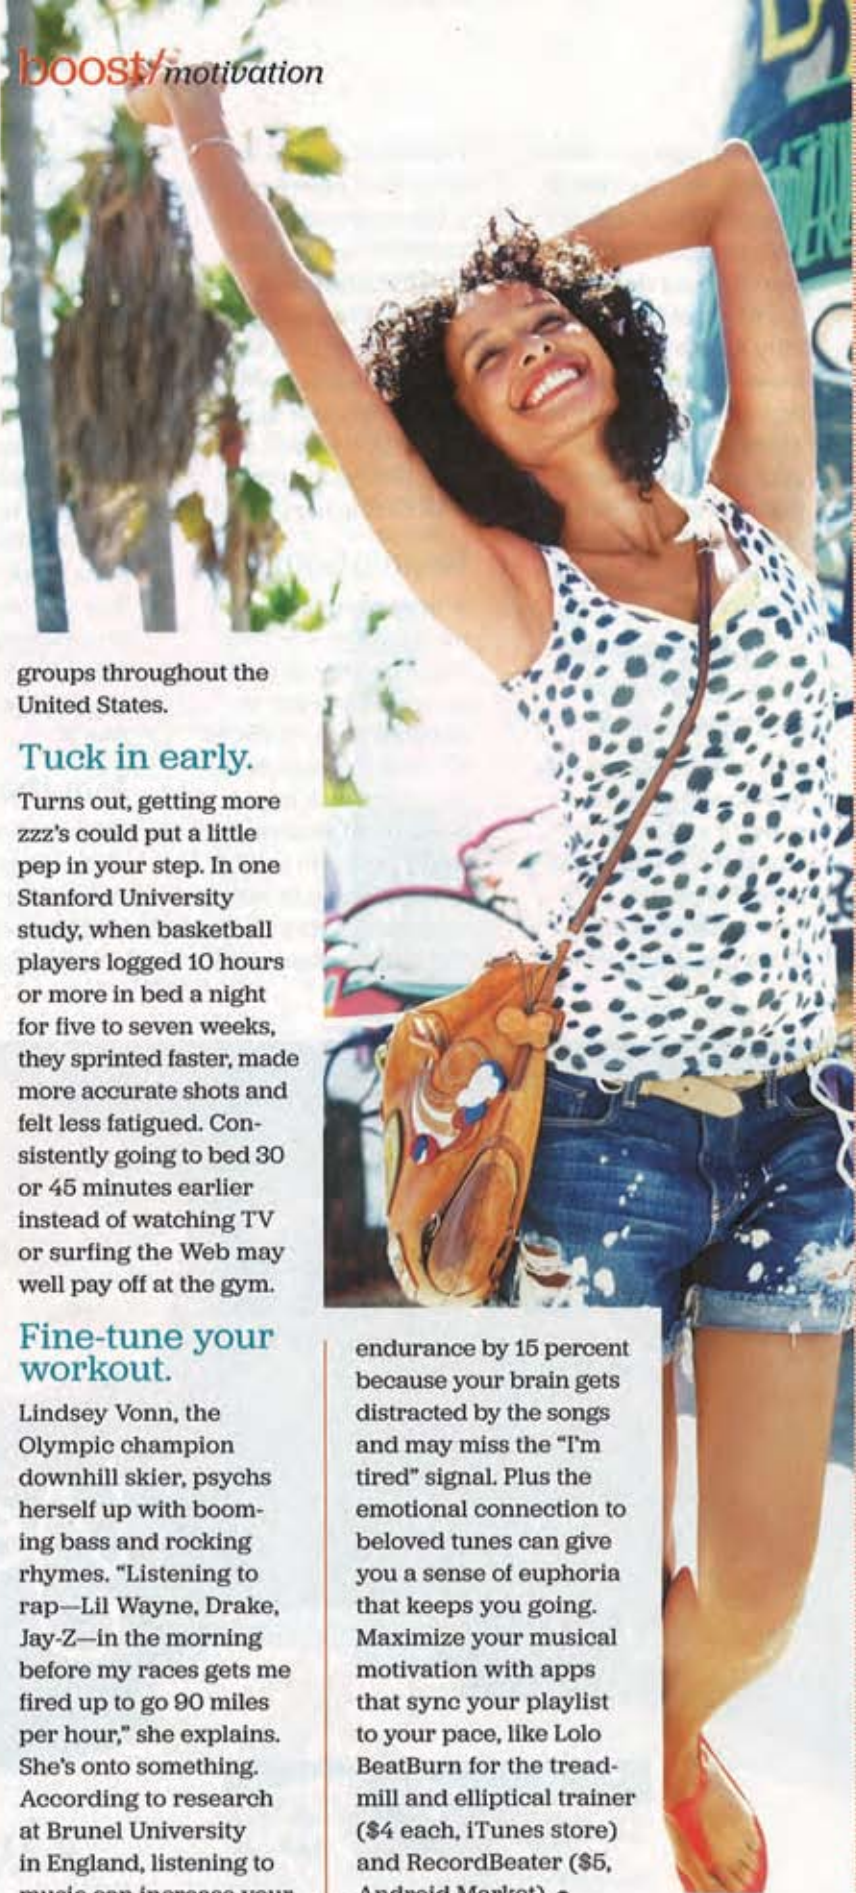 boost/motivation
groups throughout the
United States.
Tuck in early.
Turns out, getting more
zzz's could put a little
pep in your step. In one
Stanford University
study, when basketball
players logged 10 hours
or more in bed a night
for five to seven weeks,
they sprinted faster, made
more accurate shots and
felt less fatigued. Con-
sistently going to bed 30
or 45 minutes earlier
instead of watching TV
or surfing the Web may
well pay off at the gym.
Fine-tune your
workout.
Lindsey Vonn, the
Olympic champion
downhill skier, psychs
herself up with boom-
ing bass and rocking
rhymes. “Listening to
rap—Lil Wayne, Drake,
Jay-Z—in the morning
before my races gets me
fired up to go 90 miles
per hour,” she explains.
She's onto something.
According to research
at Brunel University
in England, listening to
music can increase your
endurance by 15 percent
because your brain gets
distracted by the songs
and may miss the “I'm
tired” signal. Plus the
emotional connection to
beloved tunes can give
you a sense of euphoria
that keeps you going.
Maximize your musical
motivation with apps
that sync your playlist
to your pace, like Lolo
BeatBurn for the tread-
mill and elliptical trainer
($4 each, iTunes store)
and RecordBeater ($5,
Android Market).